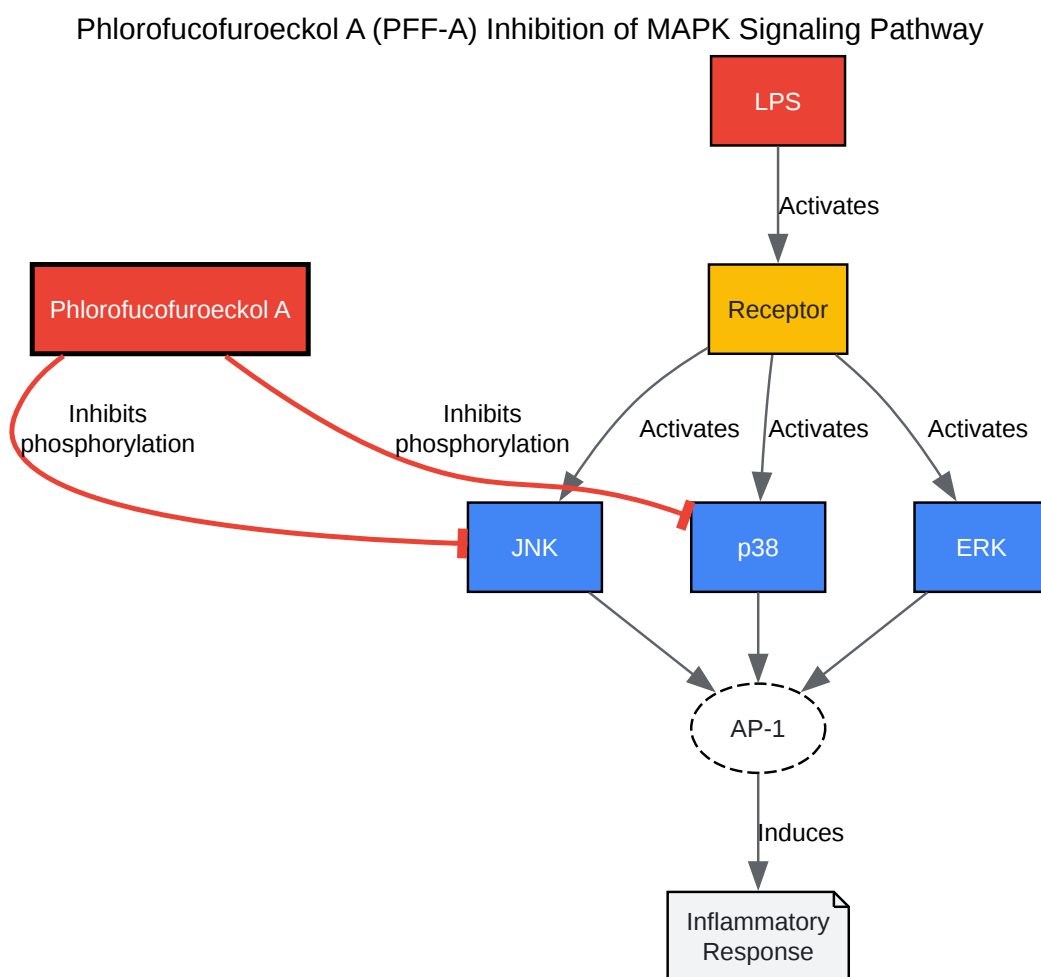 Phlorofucofuroeckol A (PFF-A) Inhibition of MAPK Signaling Pathway
LPS
Activates
Phlorofucofuroeckol A
Receptor
Inhibits
phosphorylation
Inhibits
phosphorylation
Activates
Activates
Activates
JNK
p38
ERK
AP-1
Induces
Inflammatory
Response